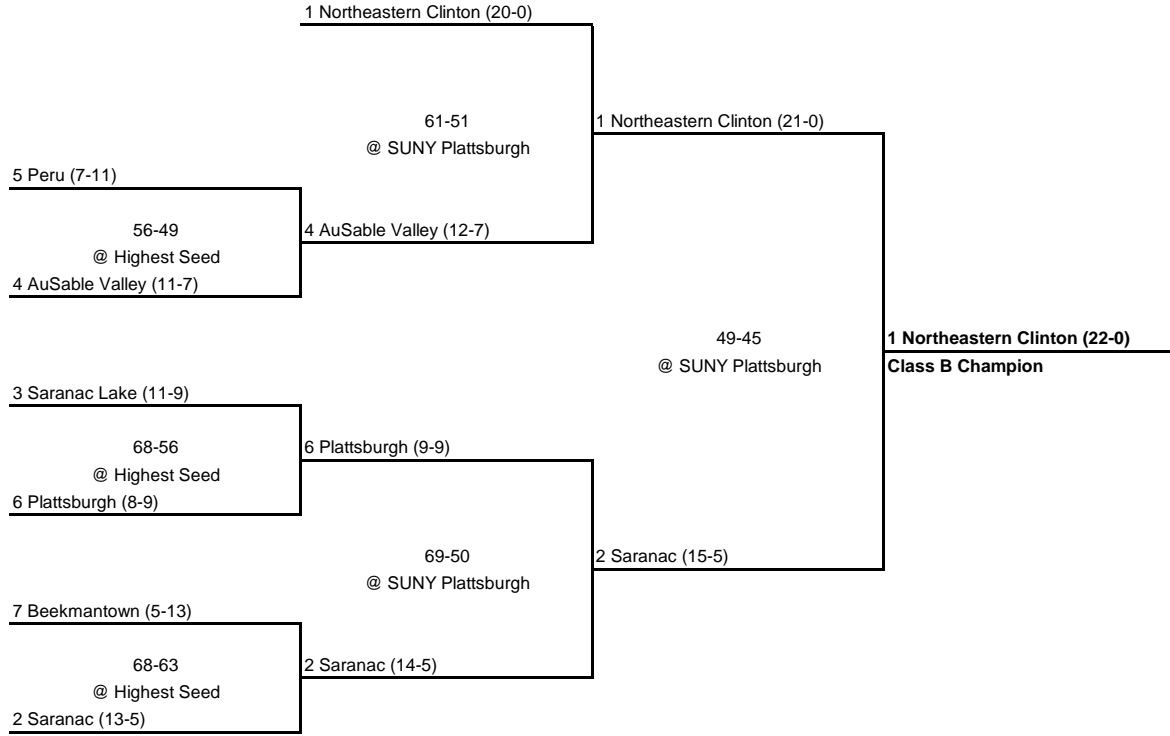 1 Northeastern Clinton (20-0)
61-51
@ SUNY Plattsburgh
1 Northeastern Clinton (21-0)
5 Peru (7-11)
56-49
@ Highest Seed
4 AuSable Valley (12-7)
4 AuSable Valley (11-7)
49-45
@ SUNY Plattsburgh
1 Northeastern Clinton (22-0)
Class B Champion
3 Saranac Lake (11-9)
68-56
@ Highest Seed
6 Plattsburgh (9-9)
6 Plattsburgh (8-9)
69-50
@ SUNY Plattsburgh
2 Saranac (15-5)
7 Beekmantown (5-13)
68-63
@ Highest Seed
2 Saranac (14-5)
2 Saranac (13-5)